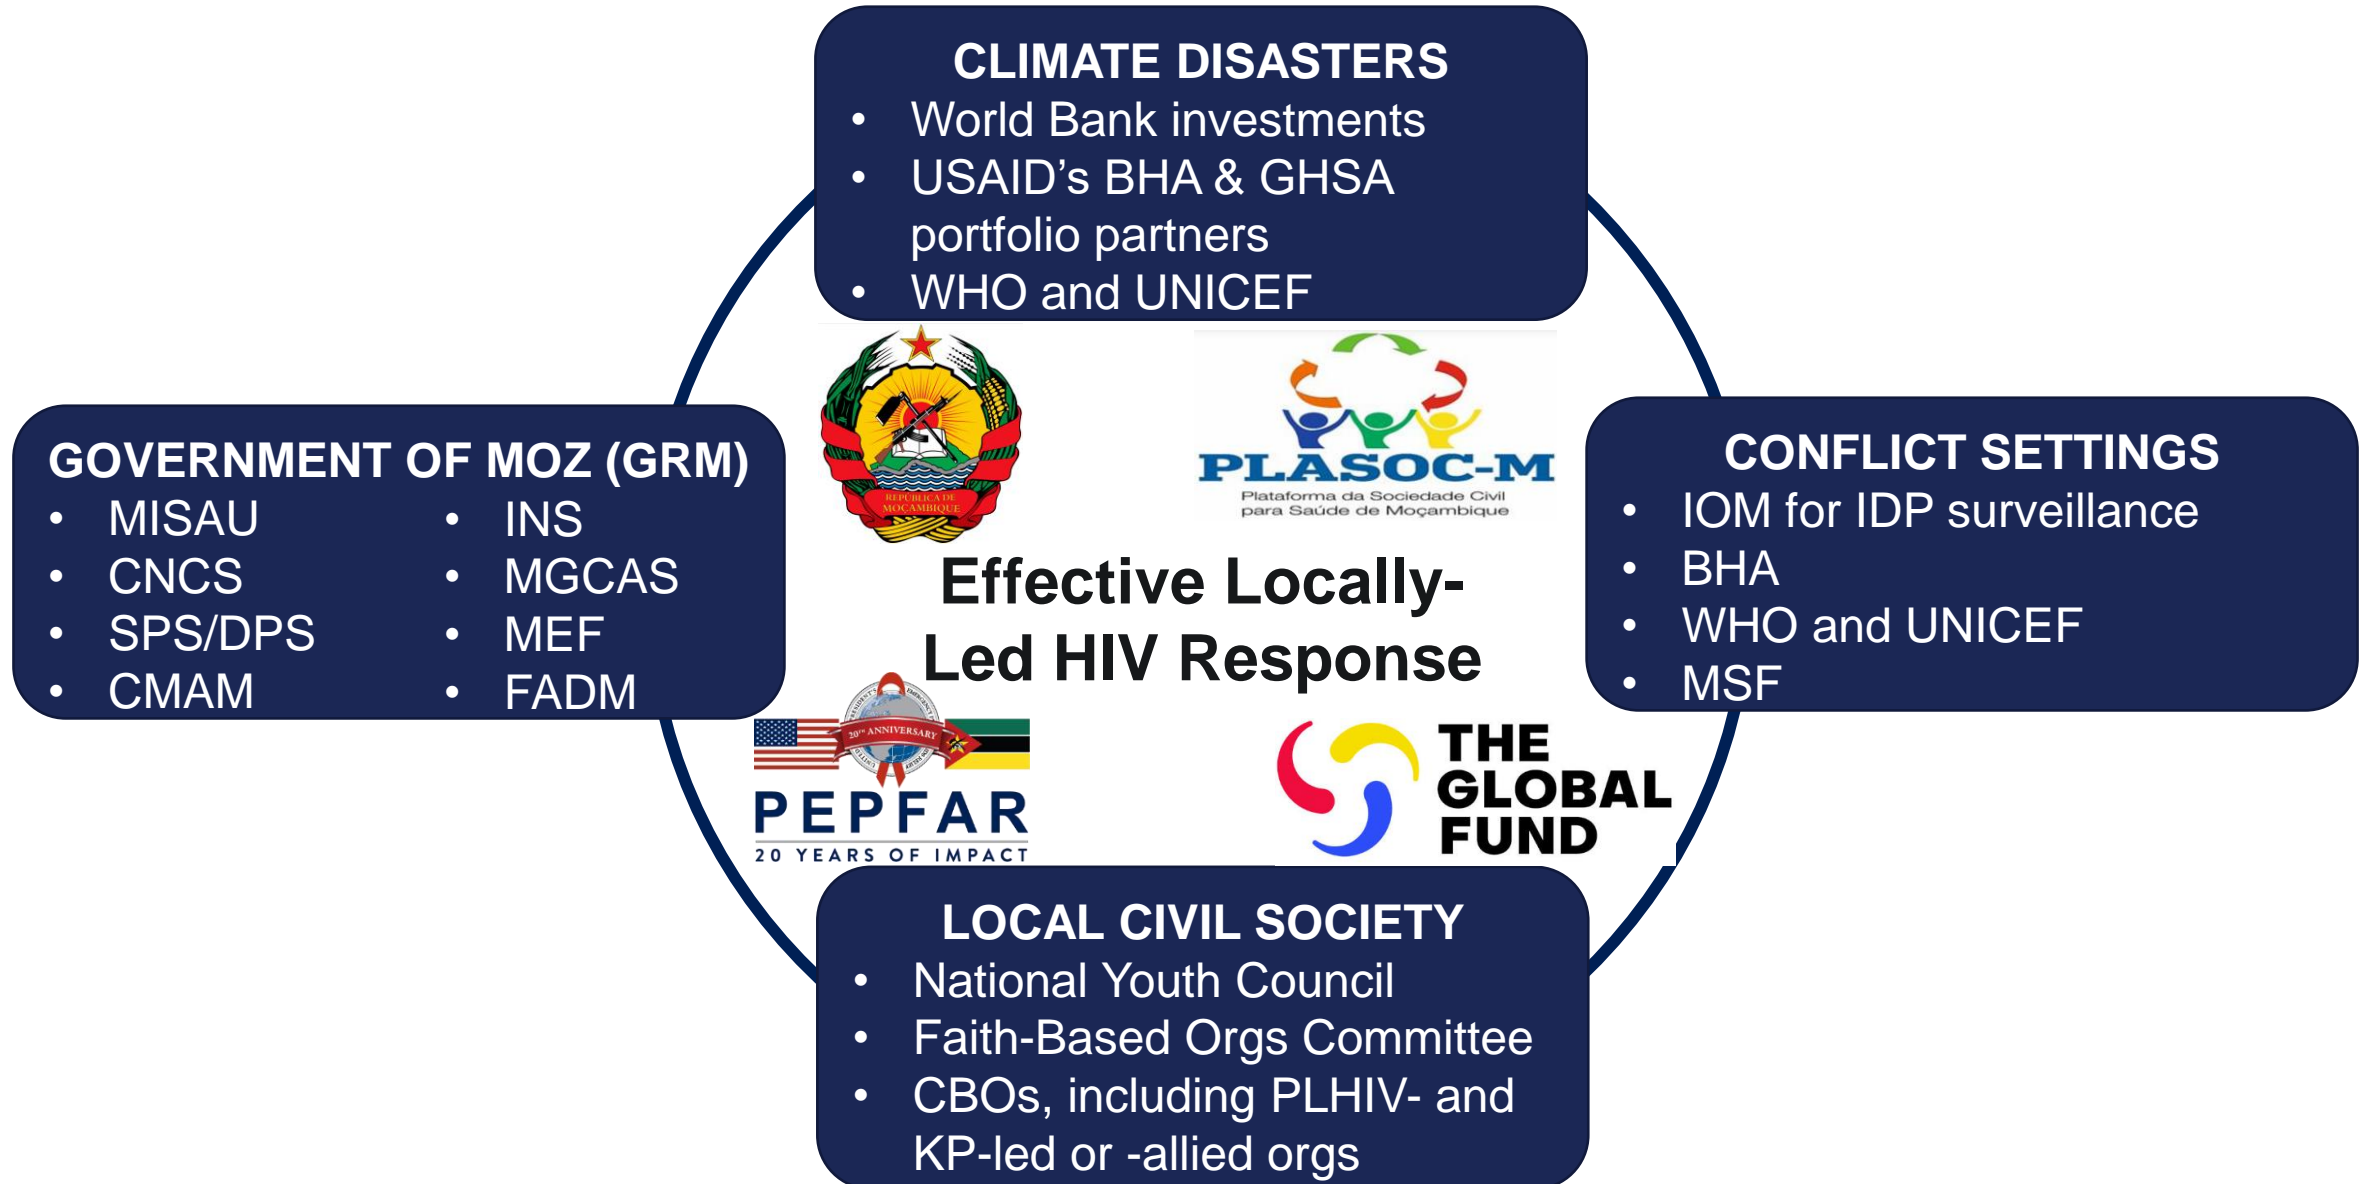 CLIMATE DISASTERS
• World Bank investments
• USAID’s BHA & GHSA
portfolio partners
• WHO and UNICEF
GOVERNMENT OF MOZ (GRM)
• MISAU
• CNCS
• SPS/DPS
• CMAM
• INS
• MGCAS
• MEF
• FADM
REPÚBLICA DE
MOÇAMBIQUE
PLASOC-M
Plataforma da Sociedade Civil
para Saúde de Moçambique
CONFLICT SETTINGS
• IOM for IDP surveillance
• BHA
• WHO and UNICEF
• MSF
Effective Locally-
Led HIV Response
20TH ANNIVERSARY
PEPFAR
20 YEARS OF IMPACT
THE
GLOBAL
FUND
LOCAL CIVIL SOCIETY
• National Youth Council
• Faith-Based Orgs Committee
• CBOs, including PLHIV- and
KP-led or -allied orgs